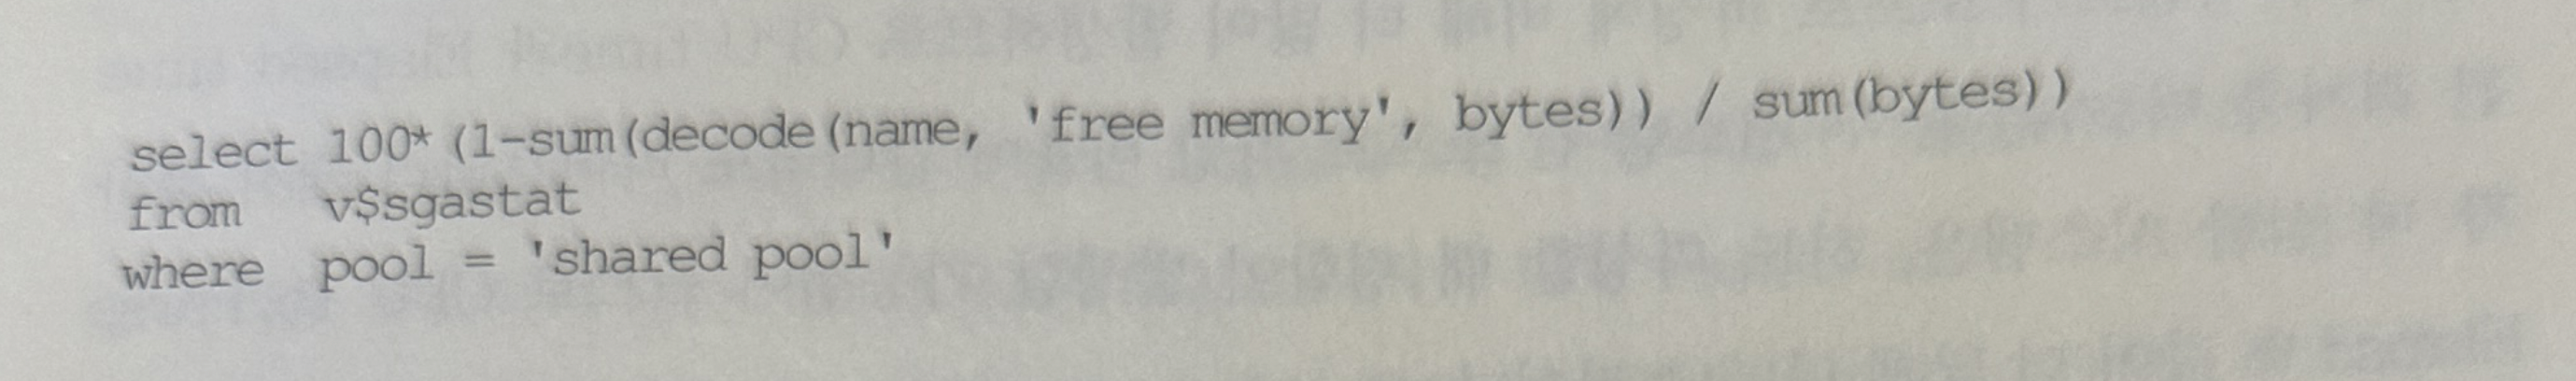 select 100* (1-sum(decode(name, 'free memory', bytes)) / sum(bytes))
from   v$sgastat
where  pool = 'shared pool'